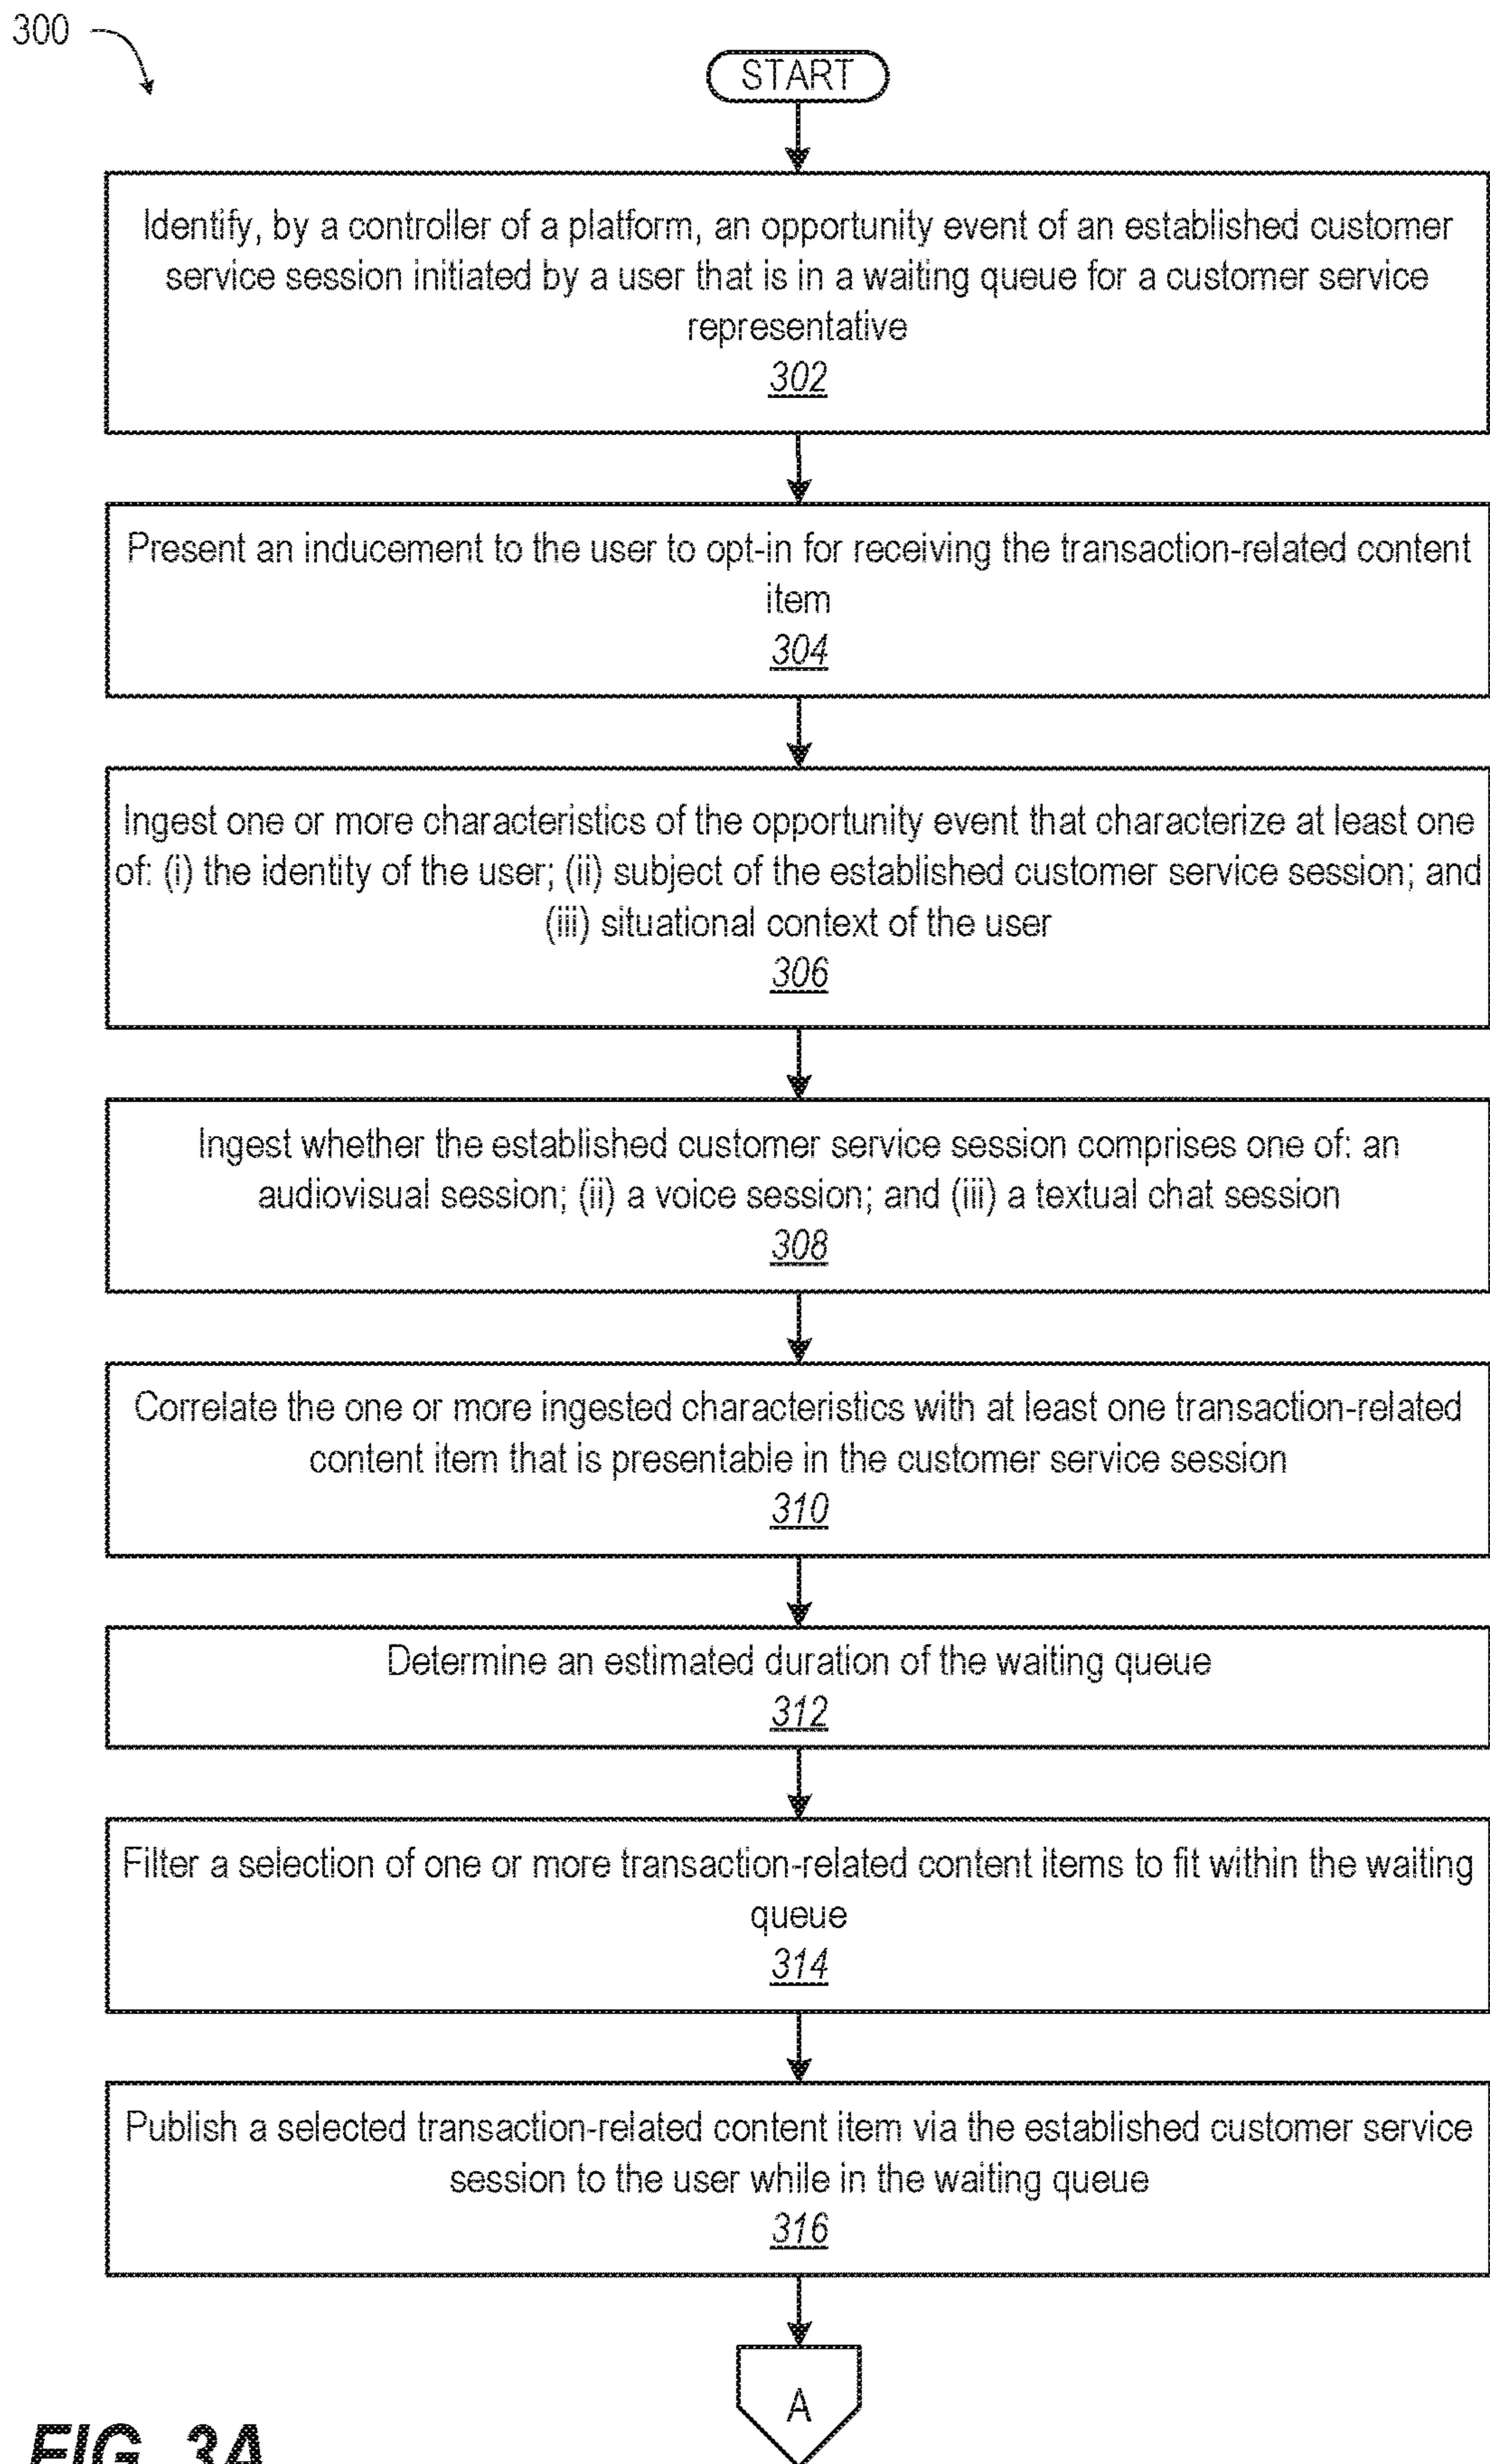 300
START
Identify, by a controller of a platform, an opportunity event of an established customer
service session initiated by a user that is in a waiting queue for a customer service
representative
302
Present an inducement to the user to opt-in for receiving the transaction-related content
item
304
Ingest one or more characteristics of the opportunity event that characterize at least one
of: (i) the identity of the user; (ii) subject of the established customer service session; and
(iii) situational context of the user
306
Ingest whether the established customer service session comprises one of: an
audiovisual session; (ii) a voice session; and (iii) a textual chat session
308
Correlate the one or more ingested characteristics with at least one transaction-related
content item that is presentable in the customer service session
310
Determine an estimated duration of the waiting queue
312
Filter a selection of one or more transaction-related content items to fit within the waiting
queue
314
Publish a selected transaction-related content item via the established customer service
session to the user while in the waiting queue
316
A
FIG. 3A